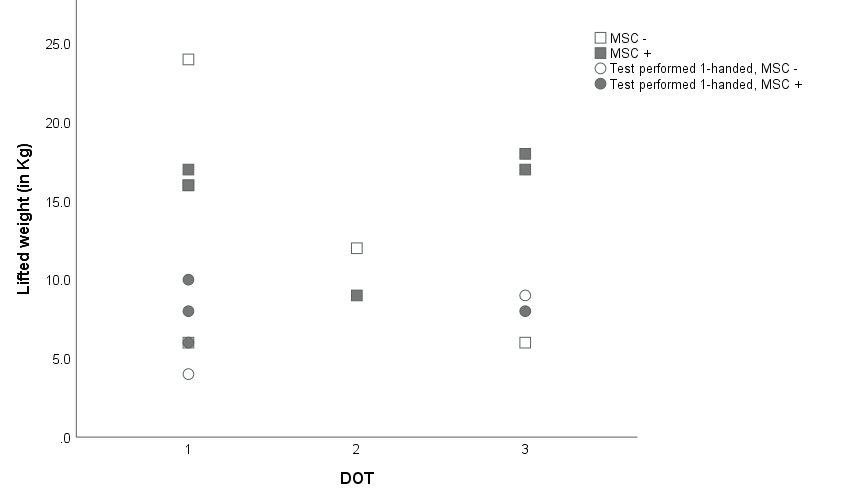 25.0
20.0
15.0
10.0
5.0
.0
Lifted weight (in Kg)
1 2 3
DOT
MSC -
MSC +
Test performed 1-handed, MSC -
Test performed 1-handed, MSC +